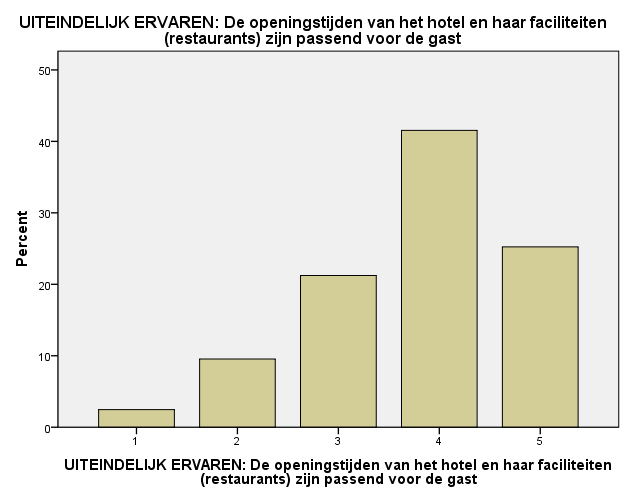 UITEINDELIJK ERVAREN: De openingstijden van het hotel en haar faciliteiten
(restaurants) zijn passend voor de gast
50
40
30
20
10
0
Percent
1 2 3 4 5
UITEINDELIJK ERVAREN: De openingstijden van het hotel en haar faciliteiten
(restaurants) zijn passend voor de gast